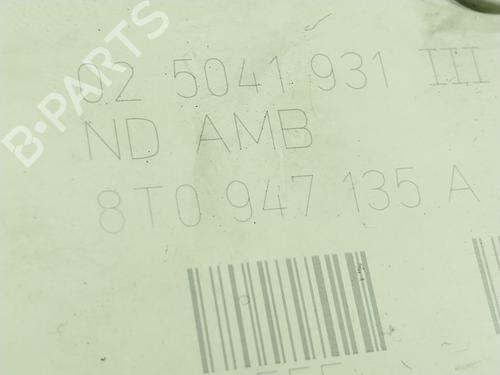 B-PARTS
02 5041 931 III
ND AMB
8T0 947 135 A